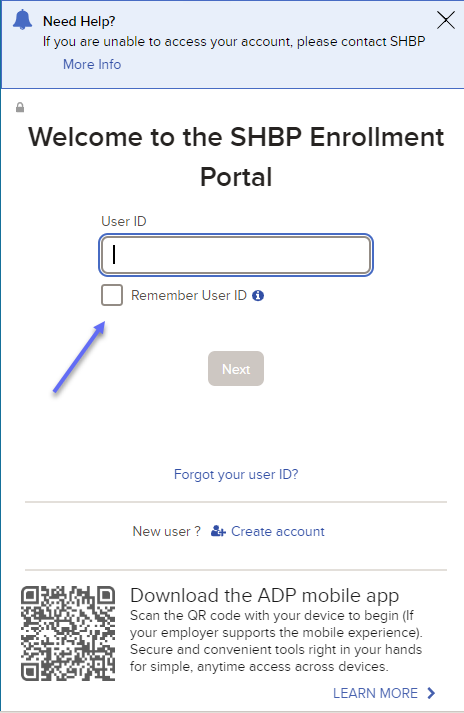 Need Help?
If you are unable to access your account, please contact SHBP
More Info
Welcome to the SHBP Enrollment
Portal
User ID
Remember User ID
Next
Forgot your user ID?
New user ? Create account
Download the ADP mobile app
Scan the QR code with your device to begin (If
your employer supports the mobile experience).
Secure and convenient tools right in your hands
for simple, anytime access across devices.
LEARN MORE